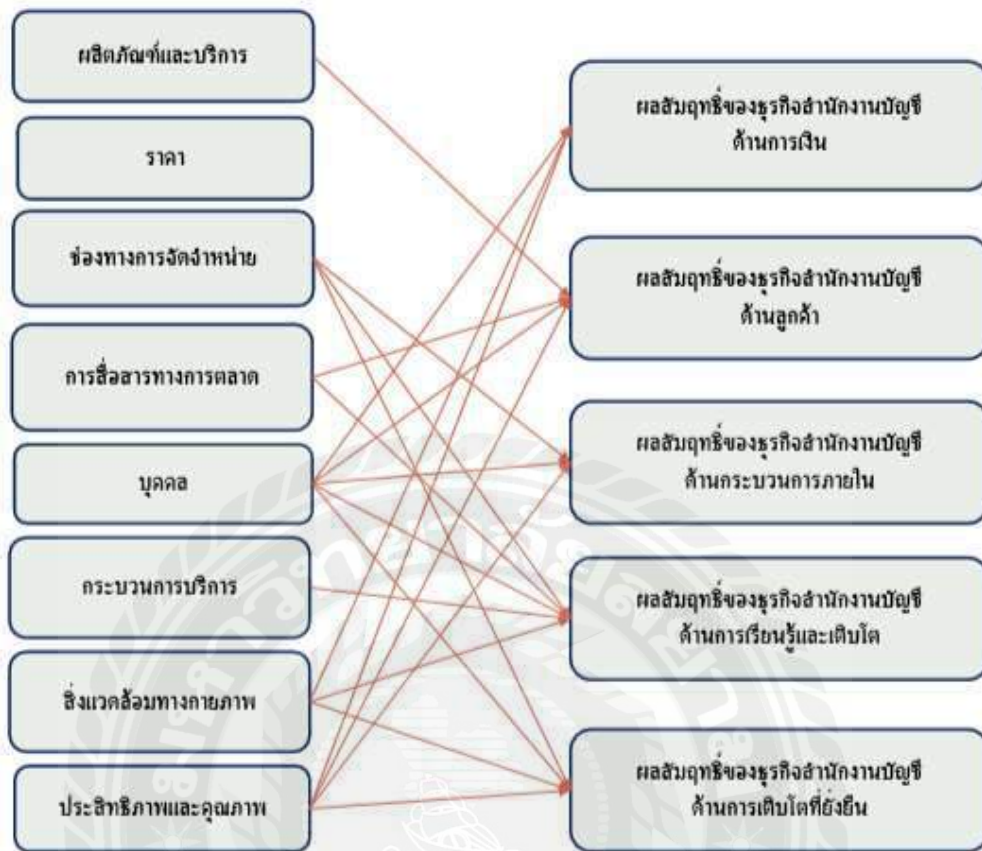 ผลิตภัณฑ์และบริการ
ราคา
ช่องทางการจัดจำหน่าย
การสื่อสารทางการตลาด
บุคคล
กระบวนการบริการ
สิ่งแวดล้อมทางกายภาพ
ประสิทธิภาพและคุณภาพ
ผลสัมฤทธิ์ของธุรกิจสำนักงานบัญชี
ด้านการเงิน
ผลสัมฤทธิ์ของธุรกิจสำนักงานบัญชี
ด้านลูกค้า
ผลสัมฤทธิ์ของธุรกิจสำนักงานบัญชี
ด้านกระบวนการภายใน
ผลสัมฤทธิ์ของธุรกิจสำนักงานบัญชี
ด้านการเรียนรู้และเติบโต
ผลสัมฤทธิ์ของธุรกิจสำนักงานบัญชี
ด้านการเติบโตที่ยั่งยืน